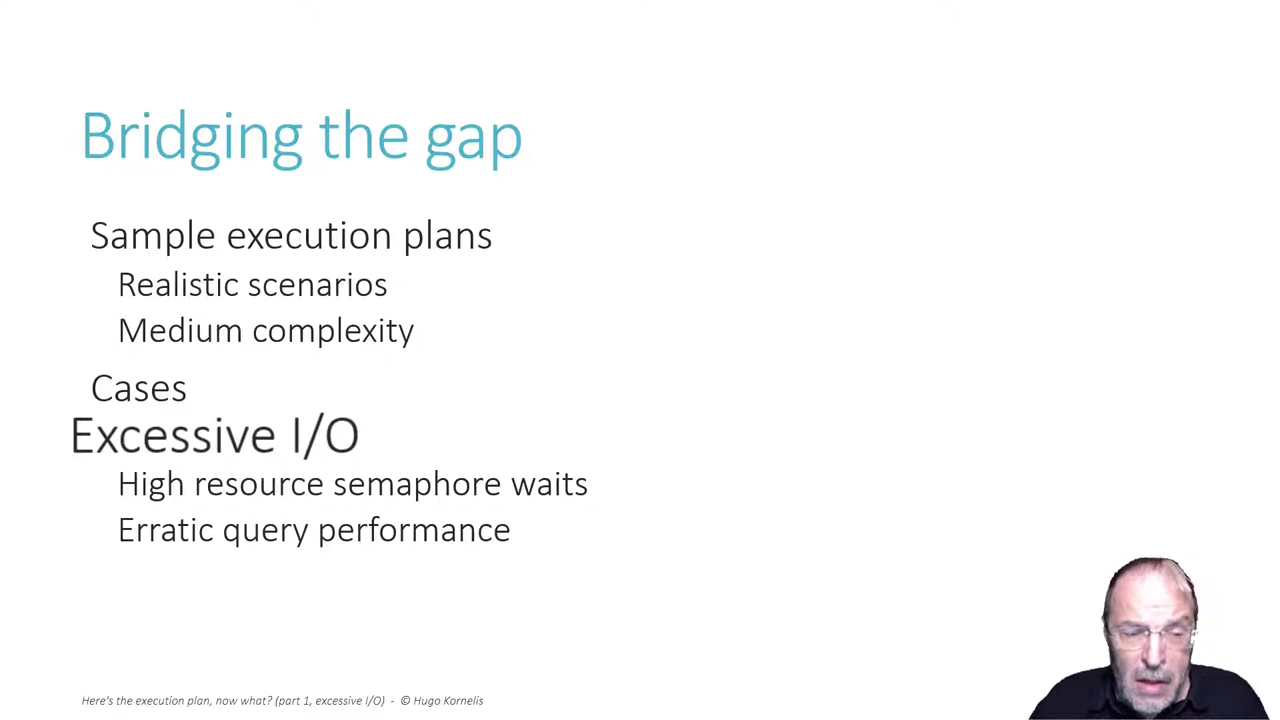 Bridging the gap
Sample execution plans
Realistic scenarios
Medium complexity
Cases
Excessive I/O
High resource semaphore waits
Erratic query performance
Here's the execution plan, now what? (part 1, excessive I/O) - © Hugo Kornelis